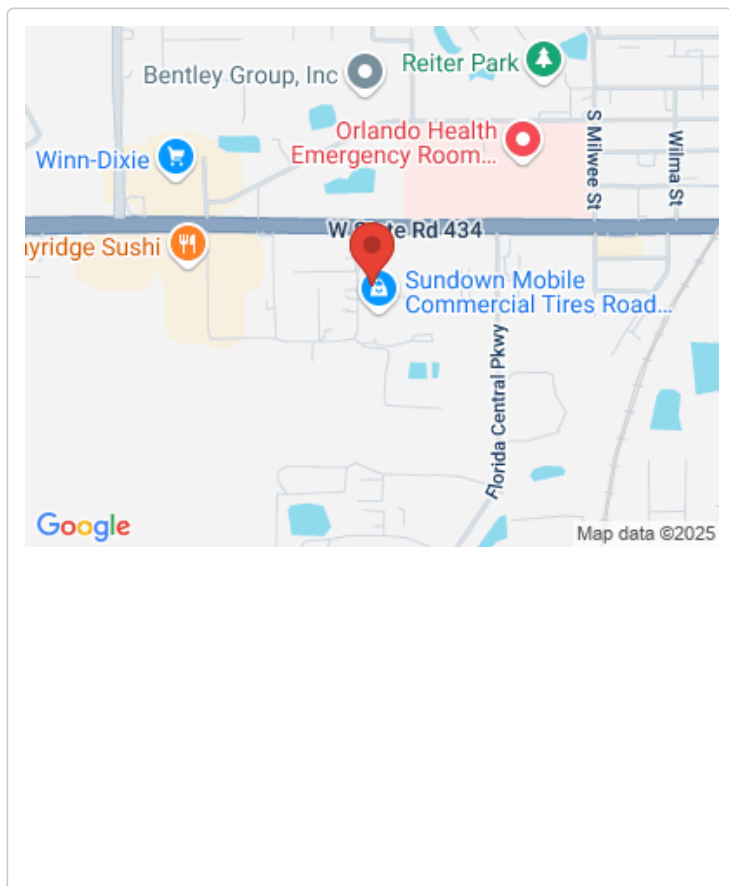 Bentley Group, Inc
Reiter Park
Orlando Health
Emergency Room...
Winn-Dixie
S Milwee St
Wilma St
W State Rd 434
ayridge Sushi
Sundown Mobile
Commercial Tires Road...
Florida Central Pkwy
Google
Map data ©2025